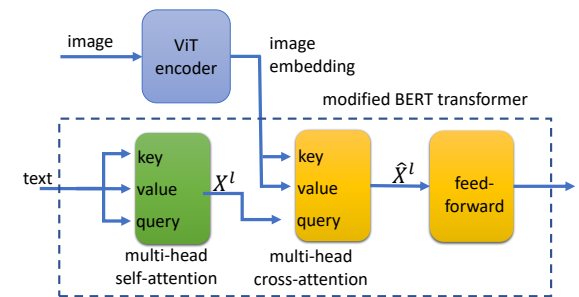 image
ViT
encoder
image
embedding
modified BERT transformer
text
key
value
query
X^l
multi-head
self-attention
key
value
query
multi-head
cross-attention
X̂^l
feed-
forward